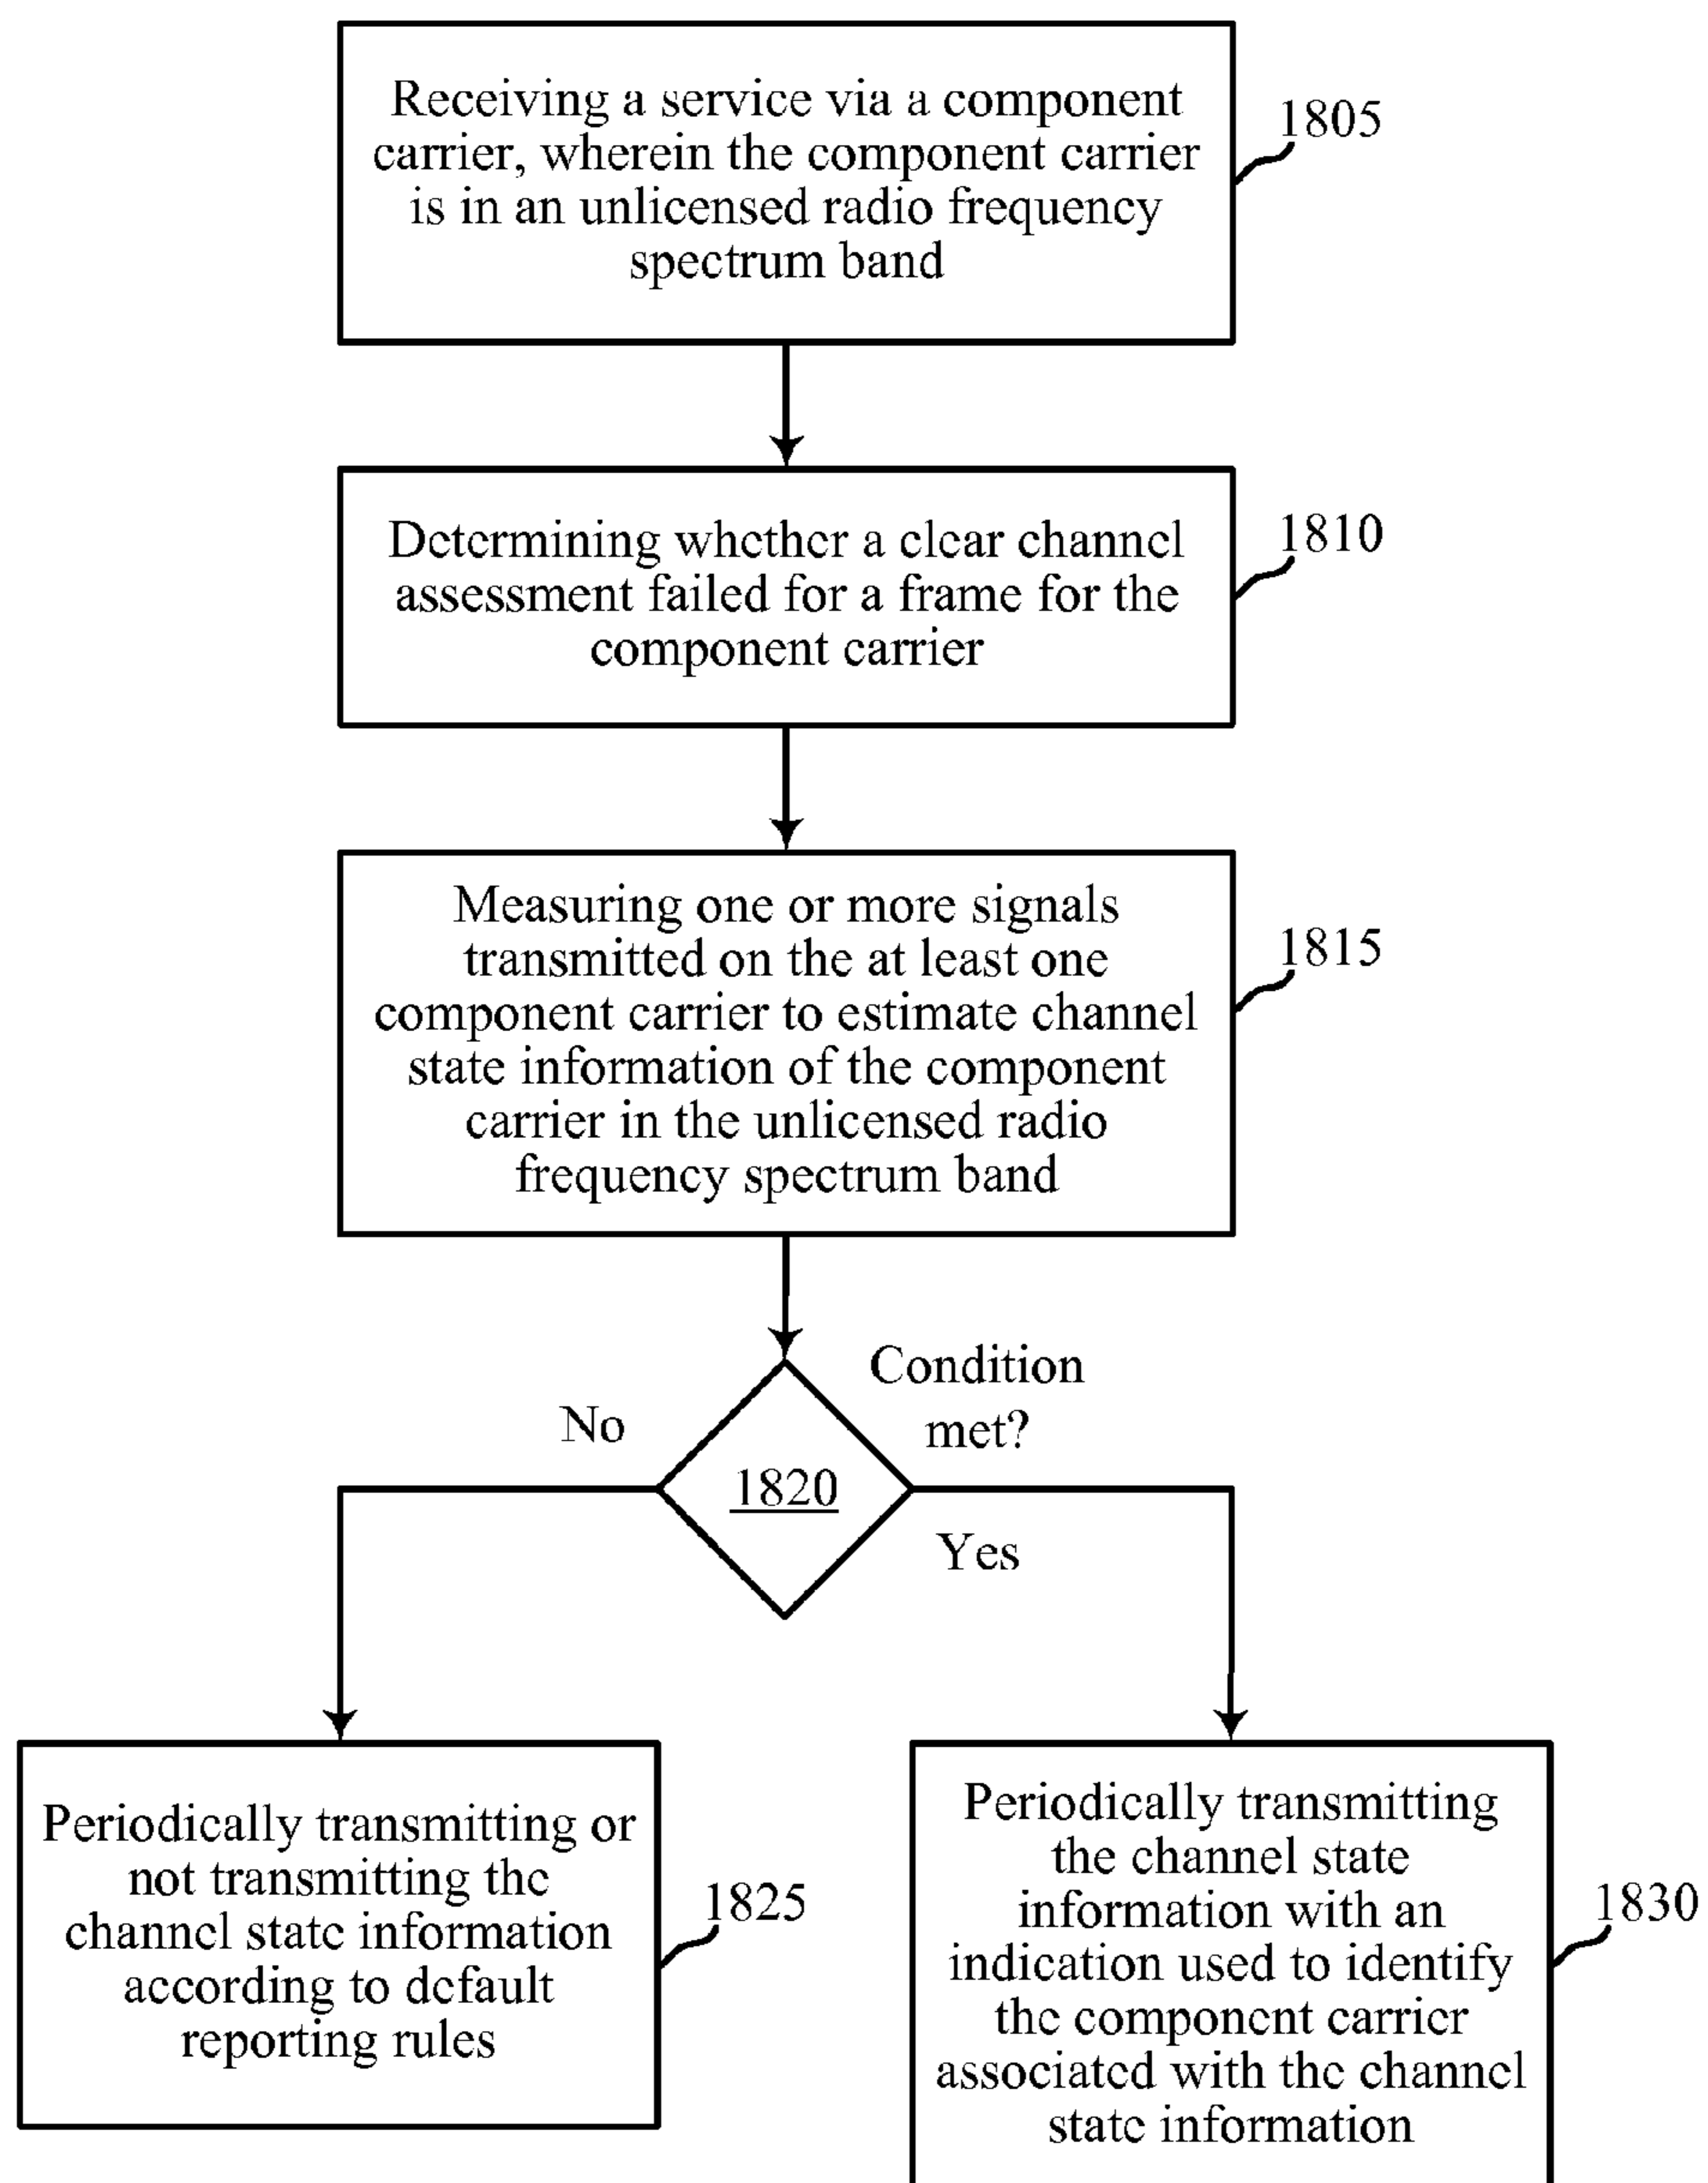 Receiving a service via a component
carrier, wherein the component carrier
is in an unlicensed radio frequency
spectrum band
1805
Determining whether a clear channel
assessment failed for a frame for the
component carrier
1810
Measuring one or more signals
transmitted on the at least one
component carrier to estimate channel
state information of the component
carrier in the unlicensed radio
frequency spectrum band
1815
Condition
met?
No
1820
Yes
Periodically transmitting or
not transmitting the
channel state information
according to default
reporting rules
1825
Periodically transmitting
the channel state
information with an
indication used to identify
the component carrier
associated with the channel
state information
1830